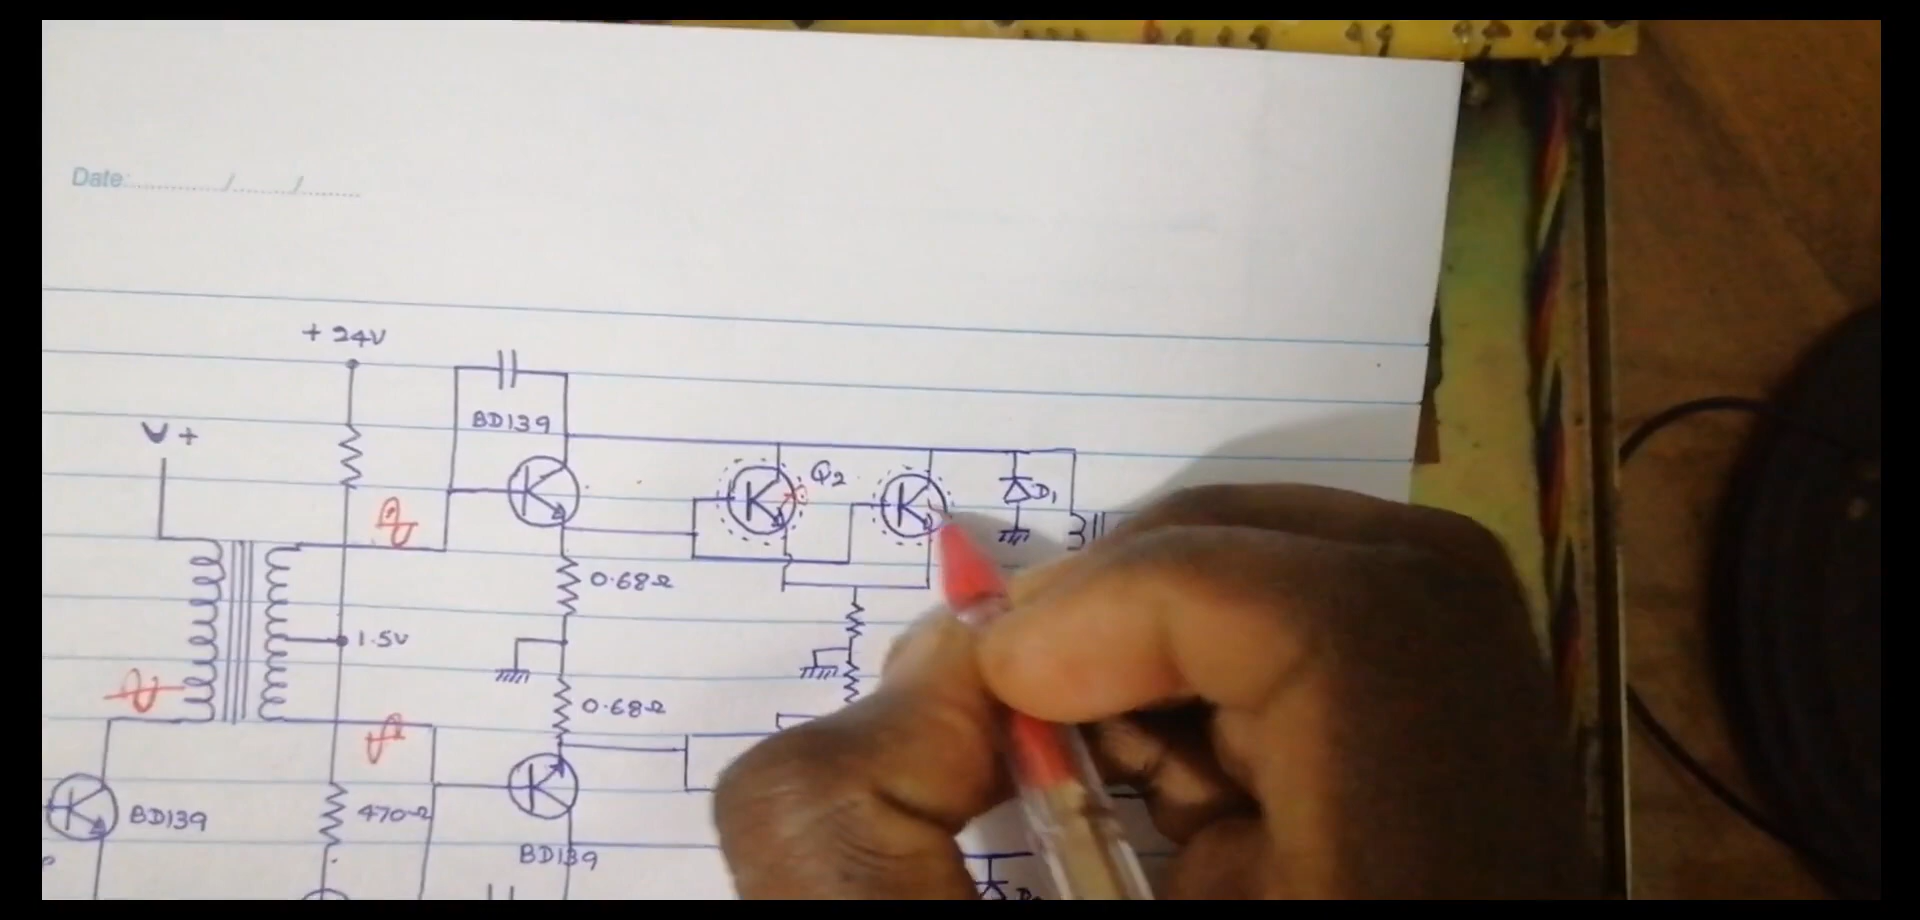 Date: / /
+ 24V
V +
BD139
Q2
D1
0.68Ω
1.5V
0.68Ω
BD139
470Ω
BD139